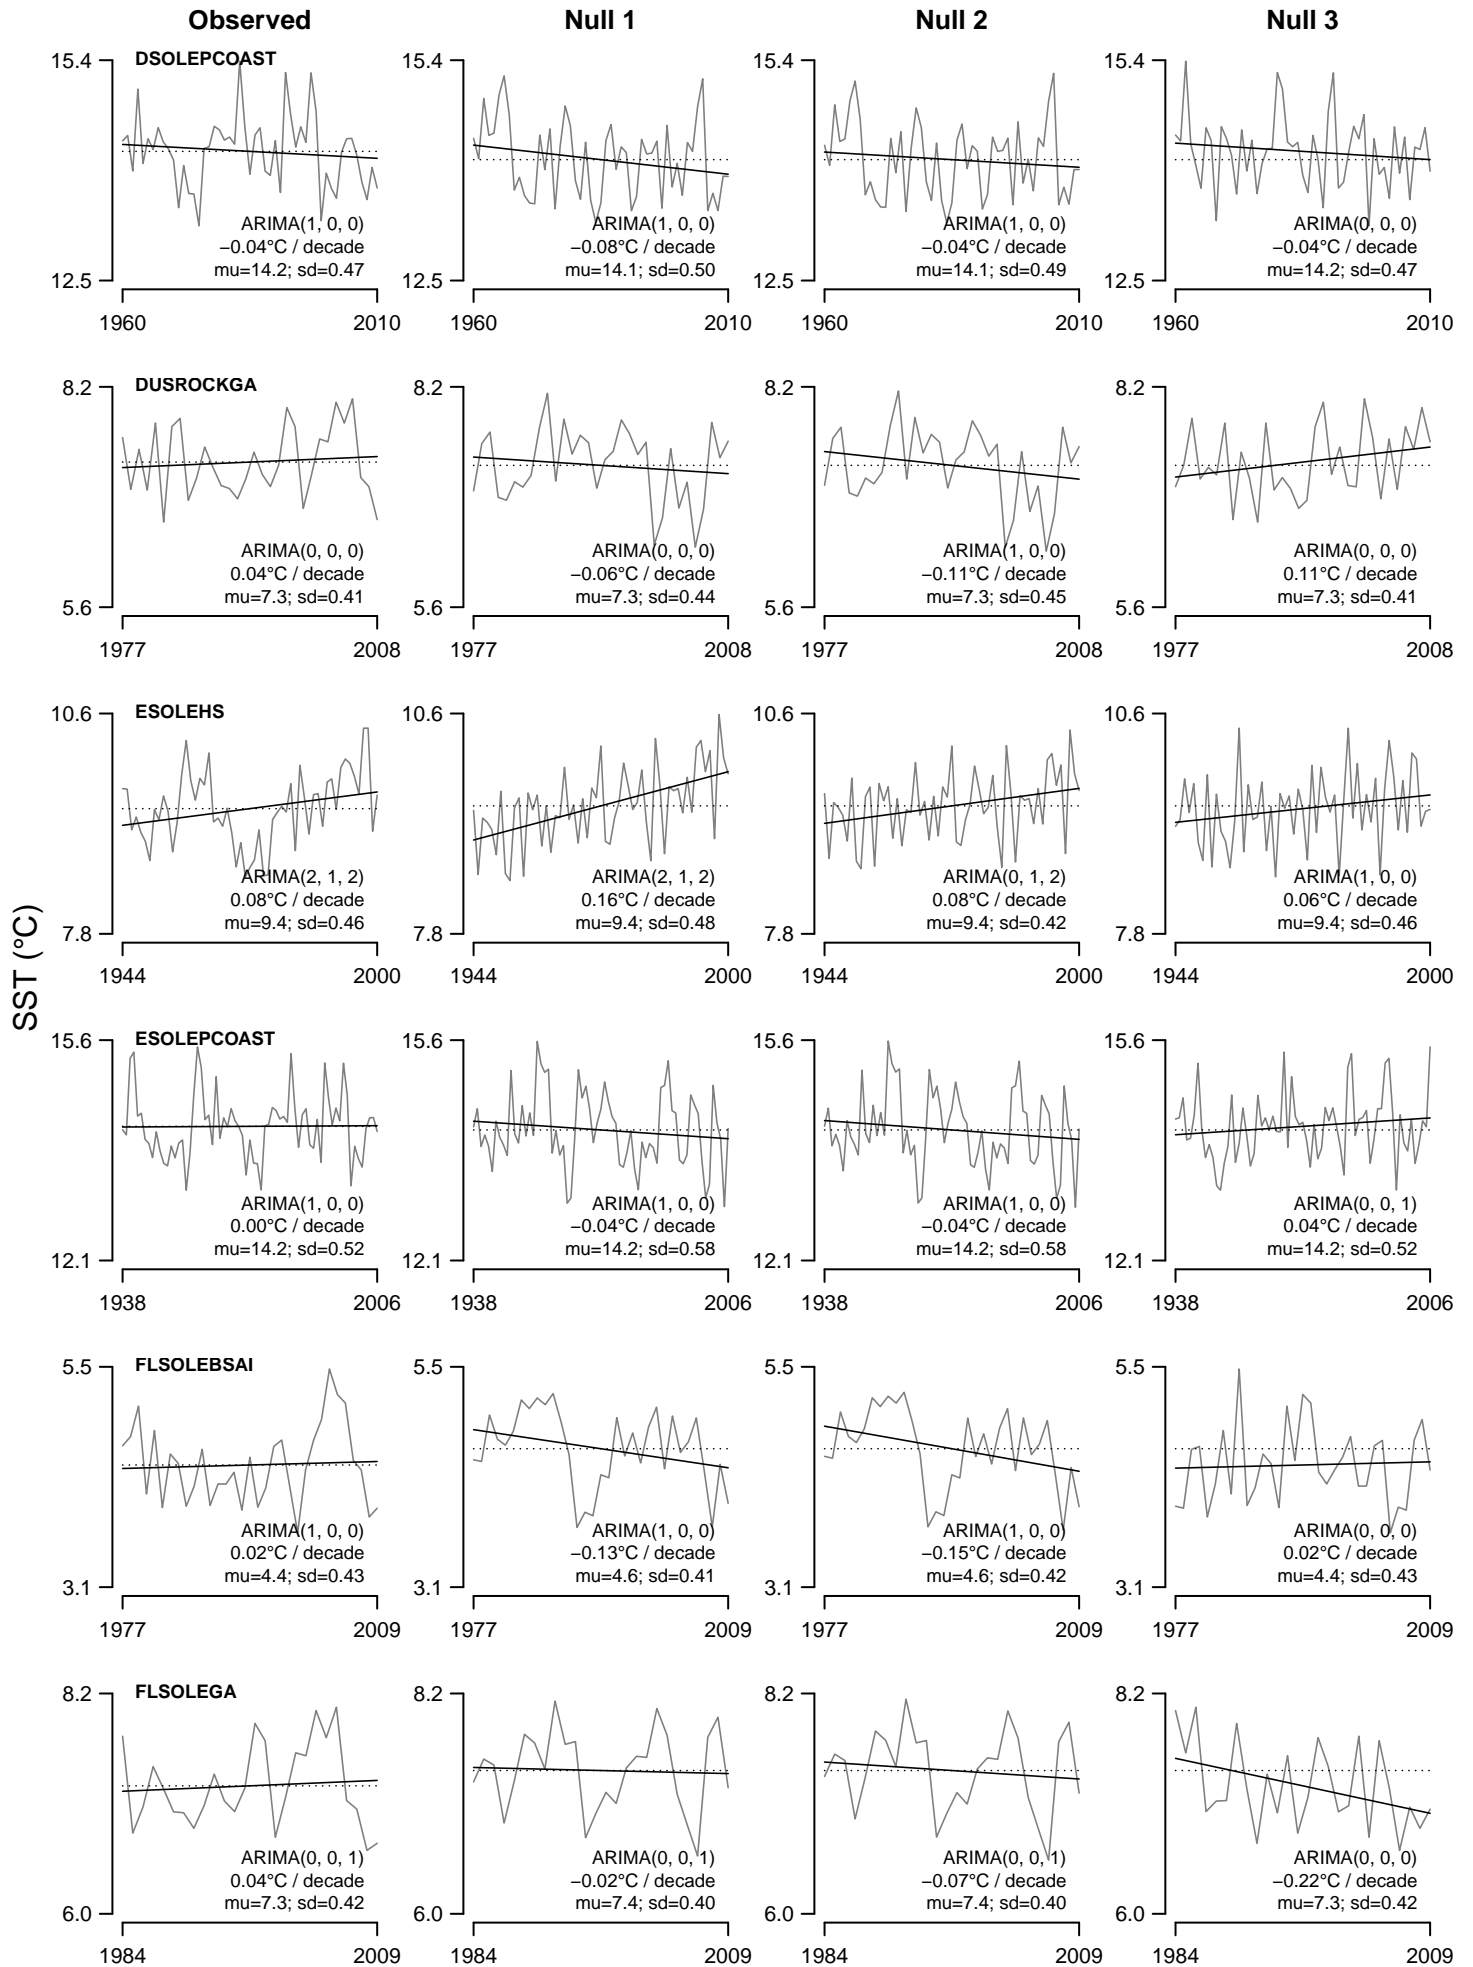 Observed Null 1 Null 2 Null 3
SST (°C)
DSOLEPCOAST
15.4 15.4 15.4 15.4
ARIMA(1, 0, 0) ARIMA(1, 0, 0) ARIMA(1, 0, 0) ARIMA(0, 0, 0)
−0.04°C / decade −0.08°C / decade −0.04°C / decade −0.04°C / decade
mu=14.2; sd=0.47 mu=14.1; sd=0.50 mu=14.1; sd=0.49 mu=14.2; sd=0.47
12.5 12.5 12.5 12.5
1960 2010 1960 2010 1960 2010 1960 2010
DUSROCKGA
8.2 8.2 8.2 8.2
ARIMA(0, 0, 0) ARIMA(0, 0, 0) ARIMA(1, 0, 0) ARIMA(0, 0, 0)
0.04°C / decade −0.06°C / decade −0.11°C / decade 0.11°C / decade
mu=7.3; sd=0.41 mu=7.3; sd=0.44 mu=7.3; sd=0.45 mu=7.3; sd=0.41
5.6 5.6 5.6 5.6
1977 2008 1977 2008 1977 2008 1977 2008
ESOLEHS
10.6 10.6 10.6 10.6
ARIMA(2, 1, 2) ARIMA(2, 1, 2) ARIMA(0, 1, 2) ARIMA(1, 0, 0)
0.08°C / decade 0.16°C / decade 0.08°C / decade 0.06°C / decade
mu=9.4; sd=0.46 mu=9.4; sd=0.48 mu=9.4; sd=0.42 mu=9.4; sd=0.46
7.8 7.8 7.8 7.8
1944 2000 1944 2000 1944 2000 1944 2000
ESOLEPCOAST
15.6 15.6 15.6 15.6
ARIMA(1, 0, 0) ARIMA(1, 0, 0) ARIMA(1, 0, 0) ARIMA(0, 0, 1)
0.00°C / decade −0.04°C / decade −0.04°C / decade 0.04°C / decade
mu=14.2; sd=0.52 mu=14.2; sd=0.58 mu=14.2; sd=0.58 mu=14.2; sd=0.52
12.1 12.1 12.1 12.1
1938 2006 1938 2006 1938 2006 1938 2006
FLSOLEBSAI
5.5 5.5 5.5 5.5
ARIMA(1, 0, 0) ARIMA(1, 0, 0) ARIMA(1, 0, 0) ARIMA(0, 0, 0)
0.02°C / decade −0.13°C / decade −0.15°C / decade 0.02°C / decade
mu=4.4; sd=0.43 mu=4.6; sd=0.41 mu=4.6; sd=0.42 mu=4.4; sd=0.43
3.1 3.1 3.1 3.1
1977 2009 1977 2009 1977 2009 1977 2009
FLSOLEGA
8.2 8.2 8.2 8.2
ARIMA(0, 0, 1) ARIMA(0, 0, 1) ARIMA(0, 0, 1) ARIMA(0, 0, 0)
0.04°C / decade −0.02°C / decade −0.07°C / decade −0.22°C / decade
mu=7.3; sd=0.42 mu=7.4; sd=0.40 mu=7.4; sd=0.40 mu=7.3; sd=0.42
6.0 6.0 6.0 6.0
1984 2009 1984 2009 1984 2009 1984 2009